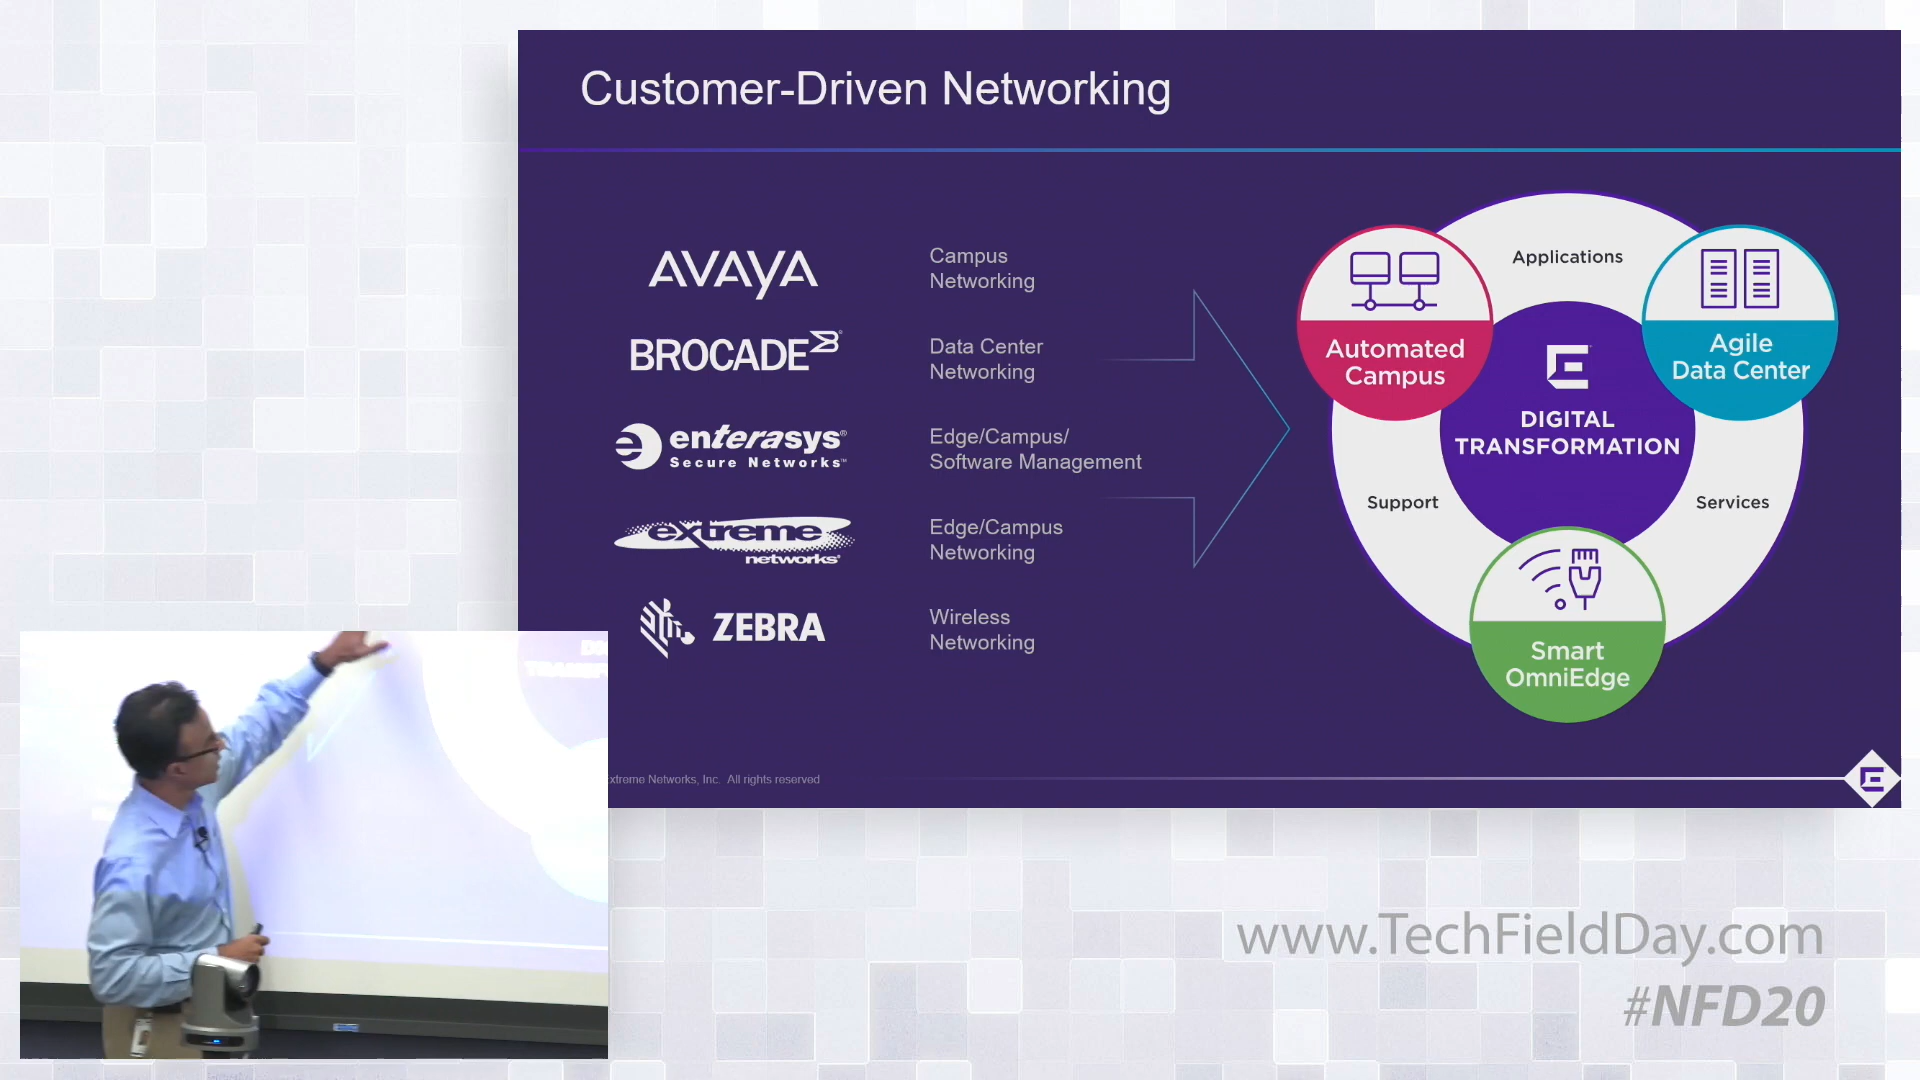 Customer-Driven Networking
AVAYA
Campus
Networking
BROCADE
Data Center
Networking
enterasys®
Secure Networks™
Edge/Campus/
Software Management
extreme
networks®
Edge/Campus
Networking
ZEBRA
Wireless
Networking
Applications
Automated
Campus
Agile
Data Center
DIGITAL
TRANSFORMATION
Support
Services
Smart
OmniEdge
Networks, Inc. All rights reserved
www.TechFieldDay.com
#NFD20